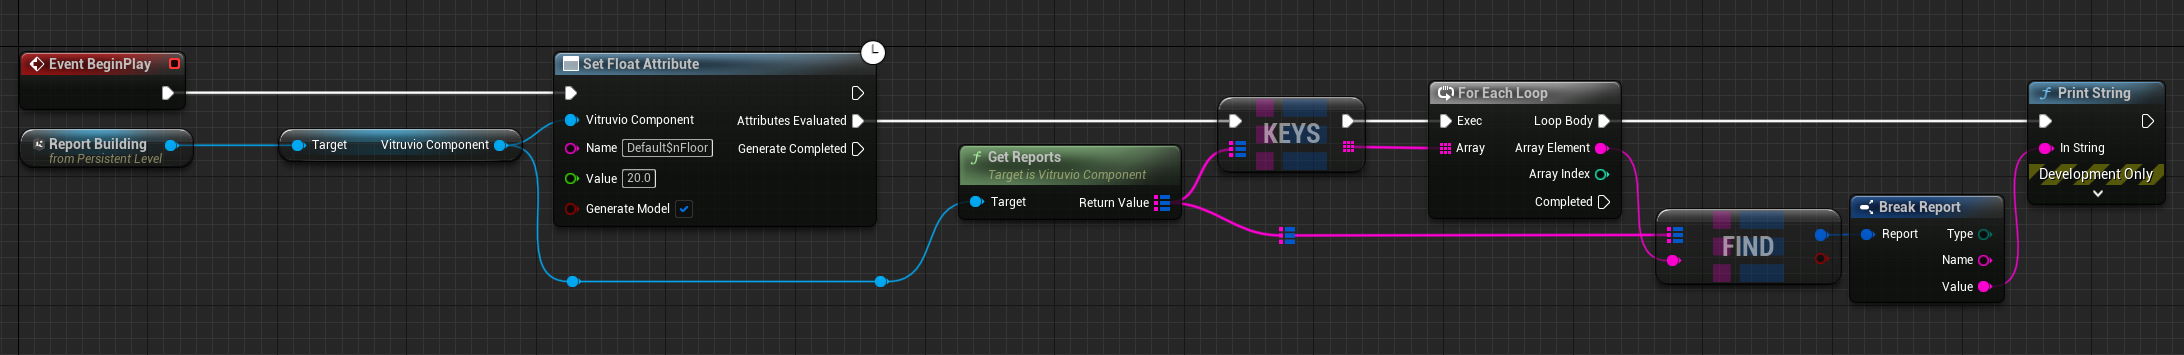 Event BeginPlay
Report Building
from Persistent Level
Target Vitruvio Component
Set Float Attribute
Vitruvio Component Attributes Evaluated
Name Default$nFloor Generate Completed
Value 20.0
Generate Model
Get Reports
Target is Vitruvio Component
Target Return Value
KEYS
For Each Loop
Exec Loop Body
Array Array Element
Array Index
Completed
FIND
Break Report
Report Type
Name
Value
Print String
In String
Development Only